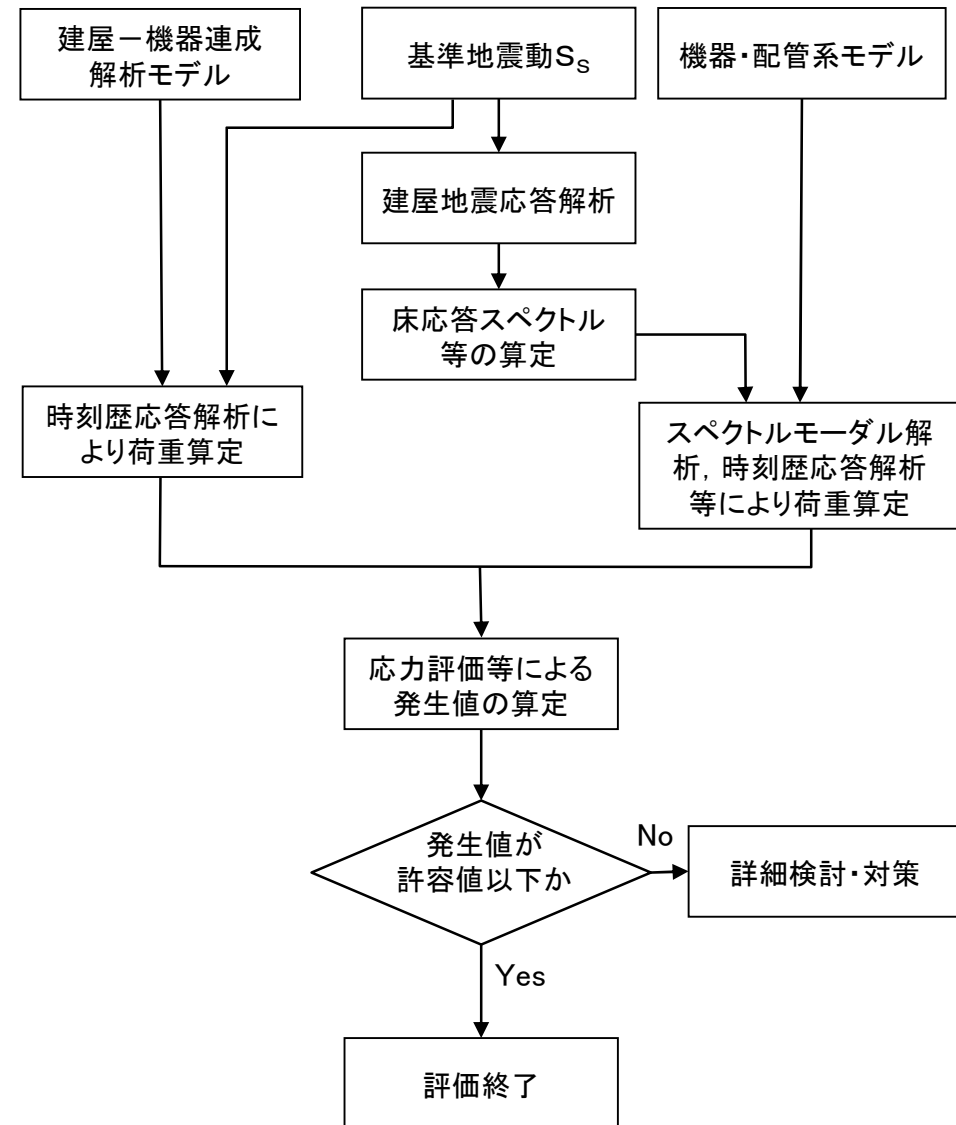 建屋－機器連成
解析モデル
基準地震動SS
機器・配管系モデル
建屋地震応答解析
床応答スペクトル
等の算定
時刻歴応答解析に
より荷重算定
スペクトルモーダル解
析，時刻歴応答解析
等により荷重算定
応力評価等による
発生値の算定
発生値が
許容値以下か
No
詳細検討・対策
Yes
評価終了